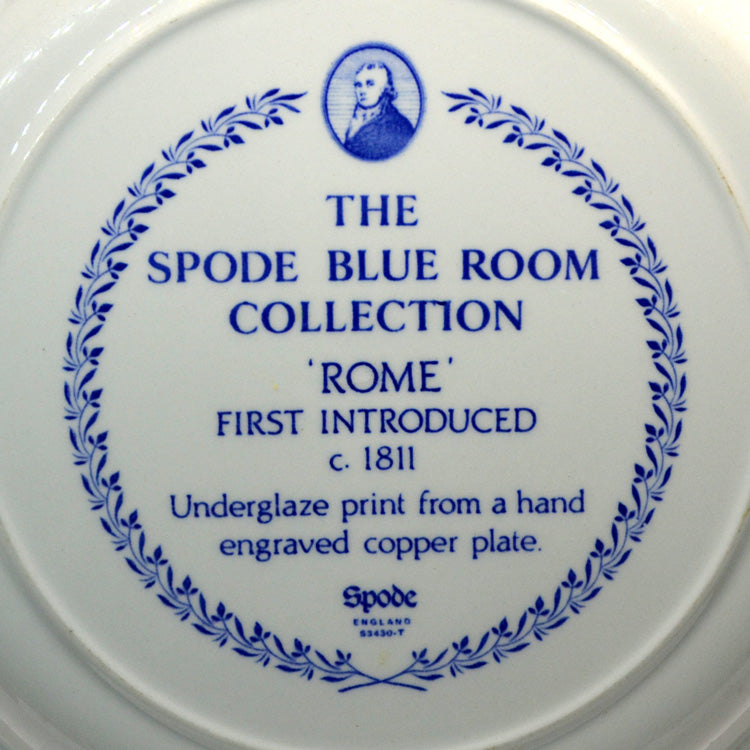 THE
SPODE BLUE ROOM
COLLECTION
'ROME'
FIRST INTRODUCED
c. 1811
Underglaze print from a hand
engraved copper plate.
Spode
ENGLAND
S3430-T